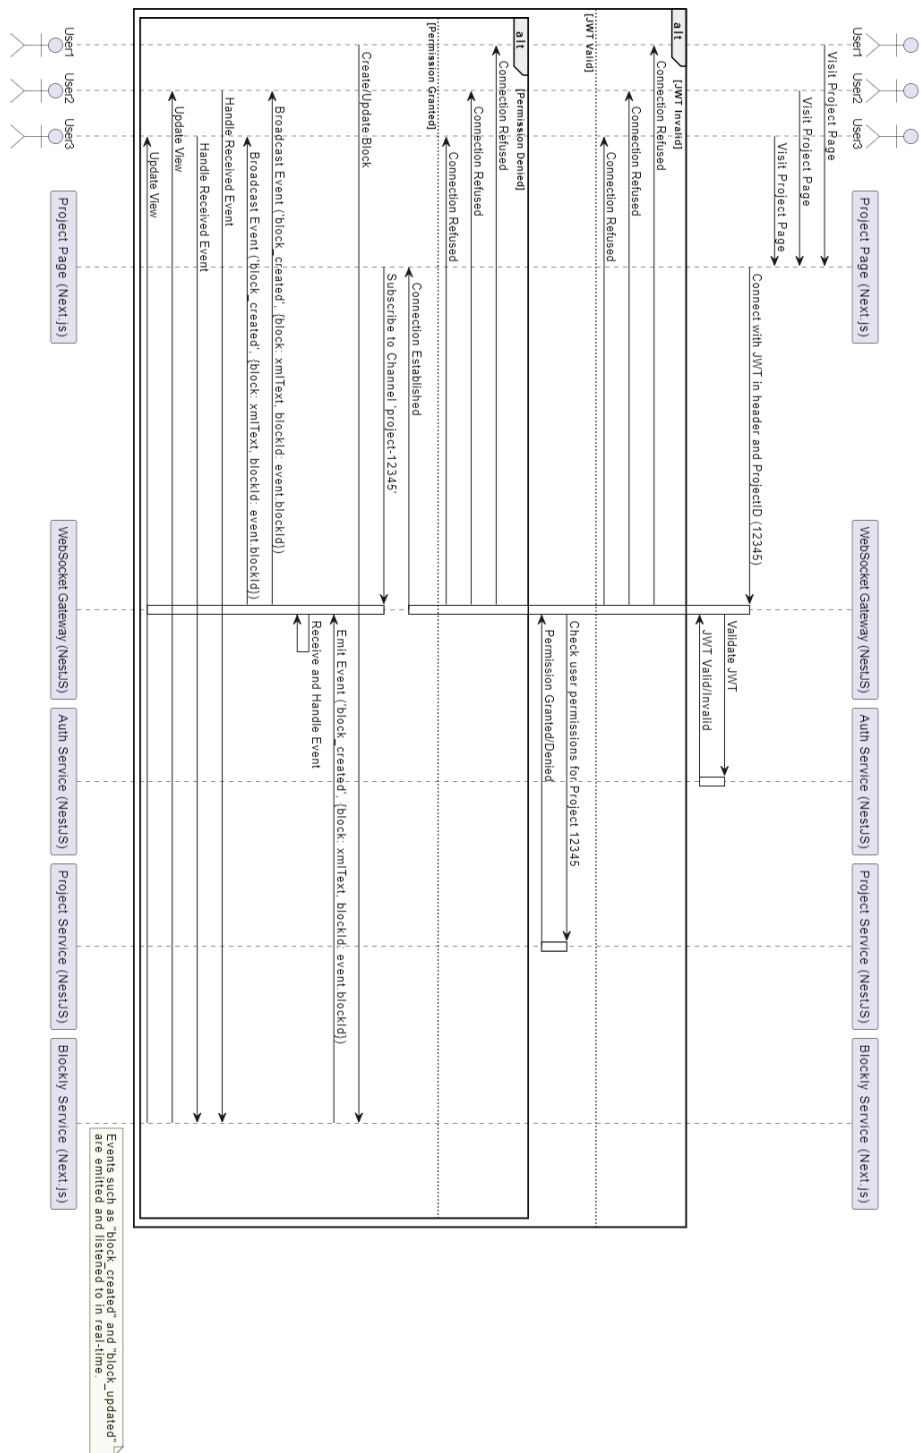 User1
User2
User3
Project Page (Next.js)
WebSocket Gateway (NestJS)
Auth Service (NestJS)
Project Service (NestJS)
Blockly Service (Next.js)
Visit Project Page
Visit Project Page
Visit Project Page
Connect with JWT in header and ProjectID (12345)
Validate JWT
JWT Valid/Invalid
alt
[JWT Invalid]
Connection Refused
Connection Refused
Connection Refused
[JWT Valid]
Check user permissions for Project 12345
Permission Granted/Denied
alt
[Permission Denied]
Connection Refused
Connection Refused
Connection Refused
[Permission Granted]
Connection Established
Subscribe to Channel 'project-12345'
Create/Update Block
Emit Event ('block_created', {block: xmlText, blockId: event.blockId})
Receive and Handle Event
Broadcast Event ('block_created', {block: xmlText, blockId: event.blockId})
Broadcast Event ('block_created', {block: xmlText, blockId: event.blockId})
Handle Received Event
Handle Received Event
Update View
Update View
Events such as "block_created" and "block_updated"
are emitted and listened to in real-time.
User1
User2
User3
Project Page (Next.js)
WebSocket Gateway (NestJS)
Auth Service (NestJS)
Project Service (NestJS)
Blockly Service (Next.js)